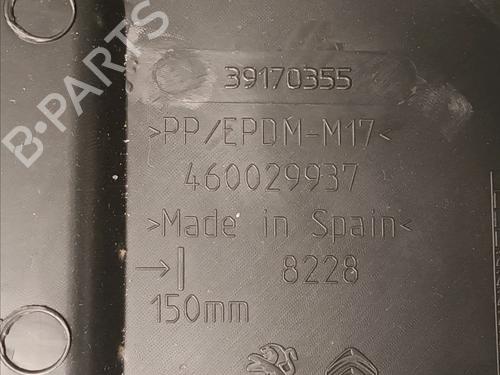 B-PARTS
39170355
>PP/EPDM-M17<
460029937
>Made in Spain<
8228
150mm